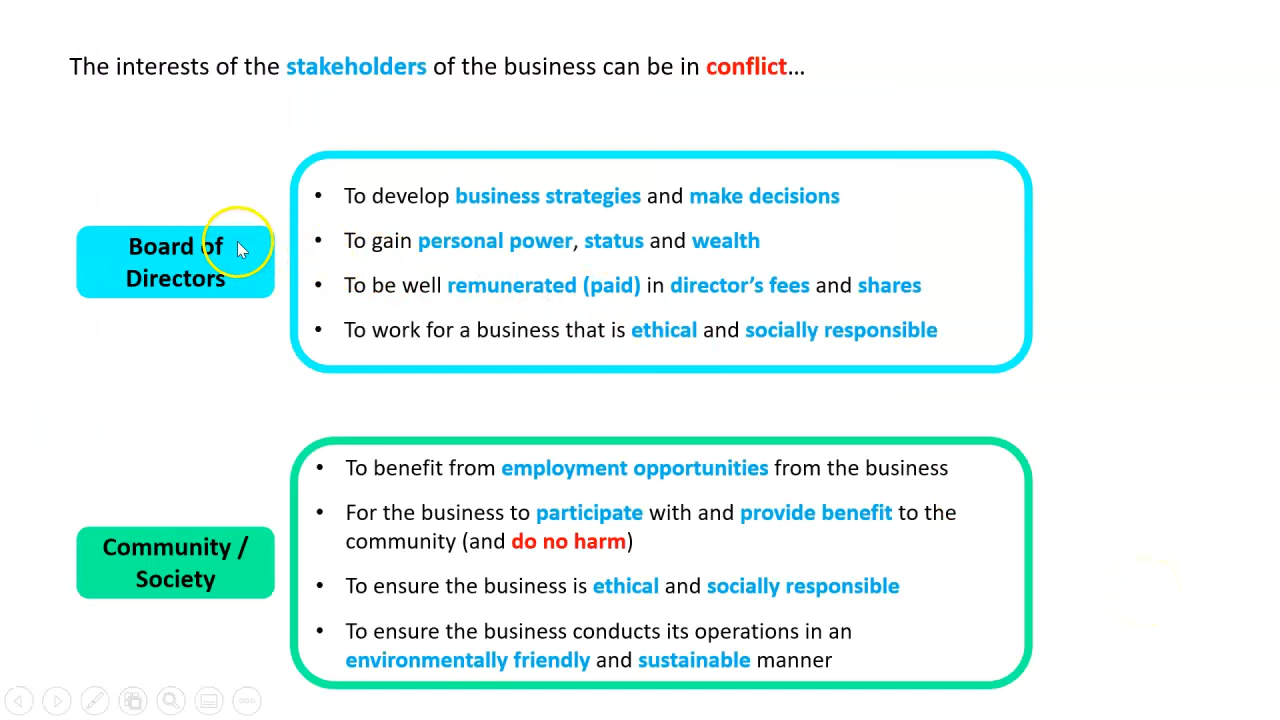 The interests of the stakeholders of the business can be in conflict...
Board of
Directors
• To develop business strategies and make decisions
• To gain personal power, status and wealth
• To be well remunerated (paid) in director’s fees and shares
• To work for a business that is ethical and socially responsible
Community /
Society
• To benefit from employment opportunities from the business
• For the business to participate with and provide benefit to the
community (and do no harm)
• To ensure the business is ethical and socially responsible
• To ensure the business conducts its operations in an
environmentally friendly and sustainable manner